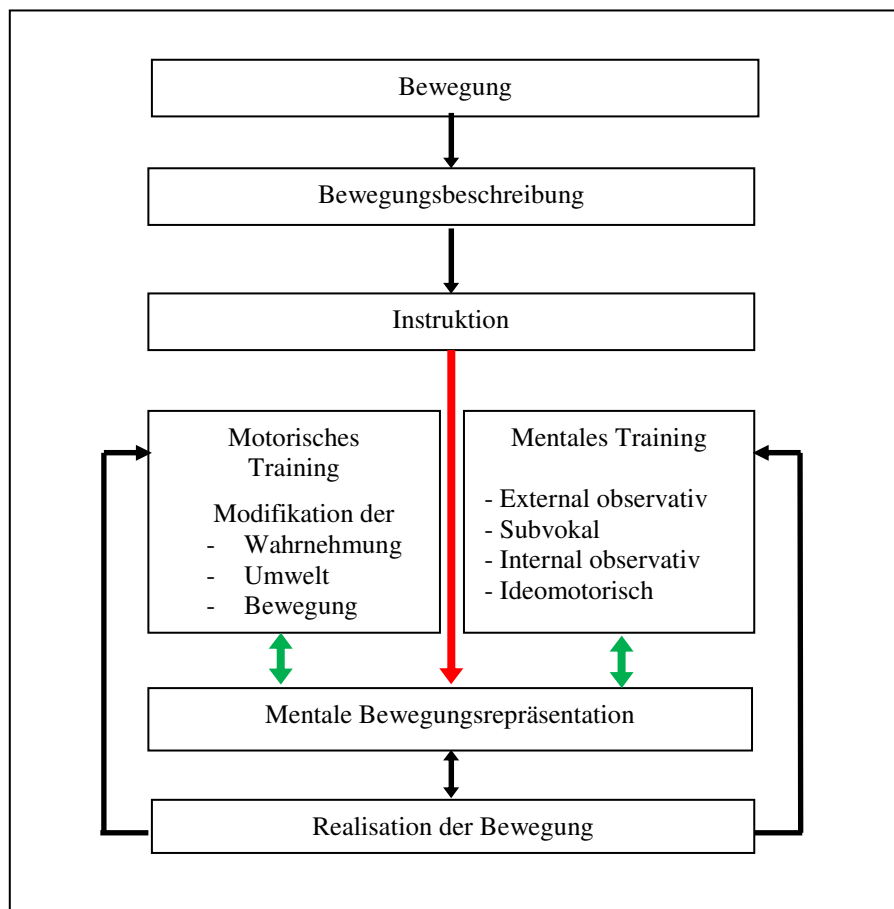 Bewegung
Bewegungsbeschreibung
Instruktion
Motorisches
Training
Modifikation der
- Wahrnehmung
- Umwelt
- Bewegung
Mentales Training
- External observativ
- Subvokal
- Internal observativ
- Ideomotorisch
Mentale Bewegungsrepräsentation
Realisation der Bewegung